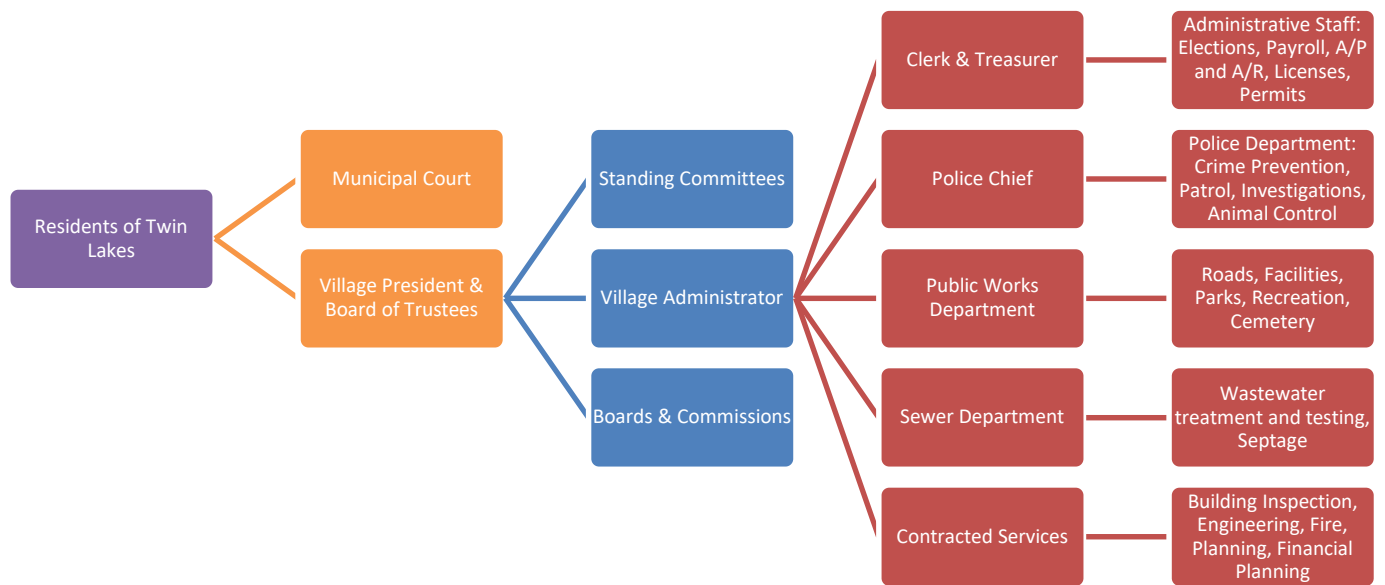 Residents of Twin
Lakes
Municipal Court
Village President &
Board of Trustees
Standing Committees
Village Administrator
Boards & Commissions
Clerk & Treasurer
Administrative Staff:
Elections, Payroll, A/P
and A/R, Licenses,
Permits
Police Chief
Police Department:
Crime Prevention,
Patrol, Investigations,
Animal Control
Public Works
Department
Roads, Facilities,
Parks, Recreation,
Cemetery
Sewer Department
Wastewater
treatment and testing,
Septage
Contracted Services
Building Inspection,
Engineering, Fire,
Planning, Financial
Planning